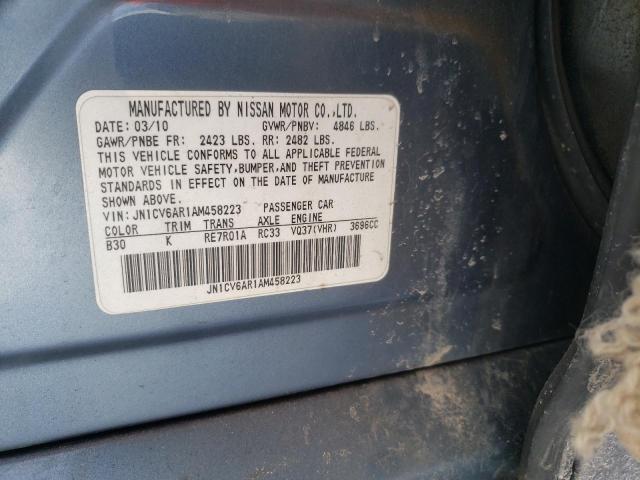 MANUFACTURED BY NISSAN MOTOR CO.,LTD.
DATE: 03/10 GVWR/PNBV: 4846 LBS.
GAWR/PNBE FR: 2423 LBS. RR: 2482 LBS.
THIS VEHICLE CONFORMS TO ALL APPLICABLE FEDERAL
MOTOR VEHICLE SAFETY,BUMPER,AND THEFT PREVENTION
STANDARDS IN EFFECT ON THE DATE OF MANUFACTURE
SHOWN ABOVE.
VIN: JN1CV6AR1AM458223 PASSENGER CAR
COLOR TRIM TRANS AXLE ENGINE
B30 K RE7R01A RC33 VQ37(VHR) 3696CC
JN1CV6AR1AM458223